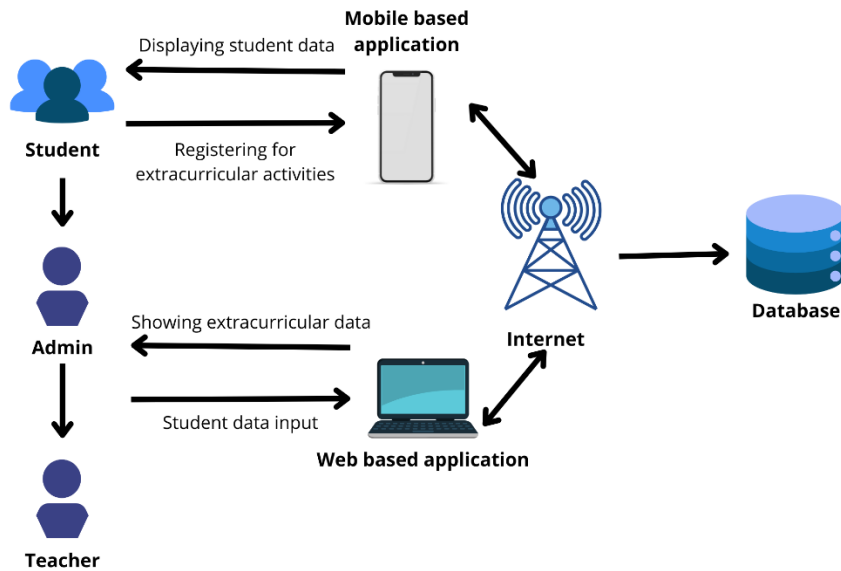 Mobile based
application
Displaying student data
Student
Registering for
extracurricular activities
Admin
Showing extracurricular data
Internet
Database
Student data input
Web based application
Teacher